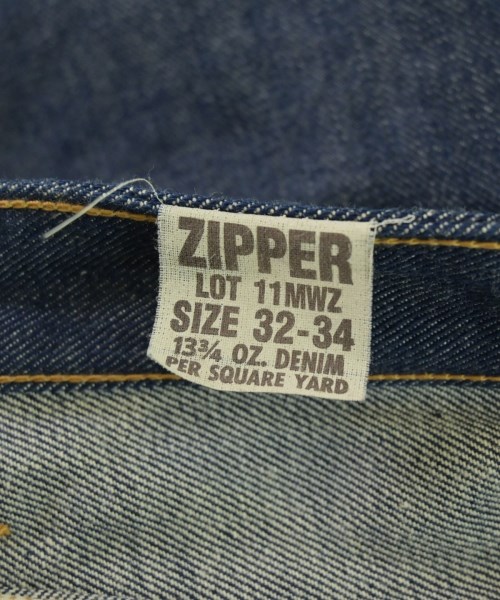 ZIPPER
LOT 11MWZ
SIZE 32-34
13¾ OZ. DENIM
PER SQUARE YARD